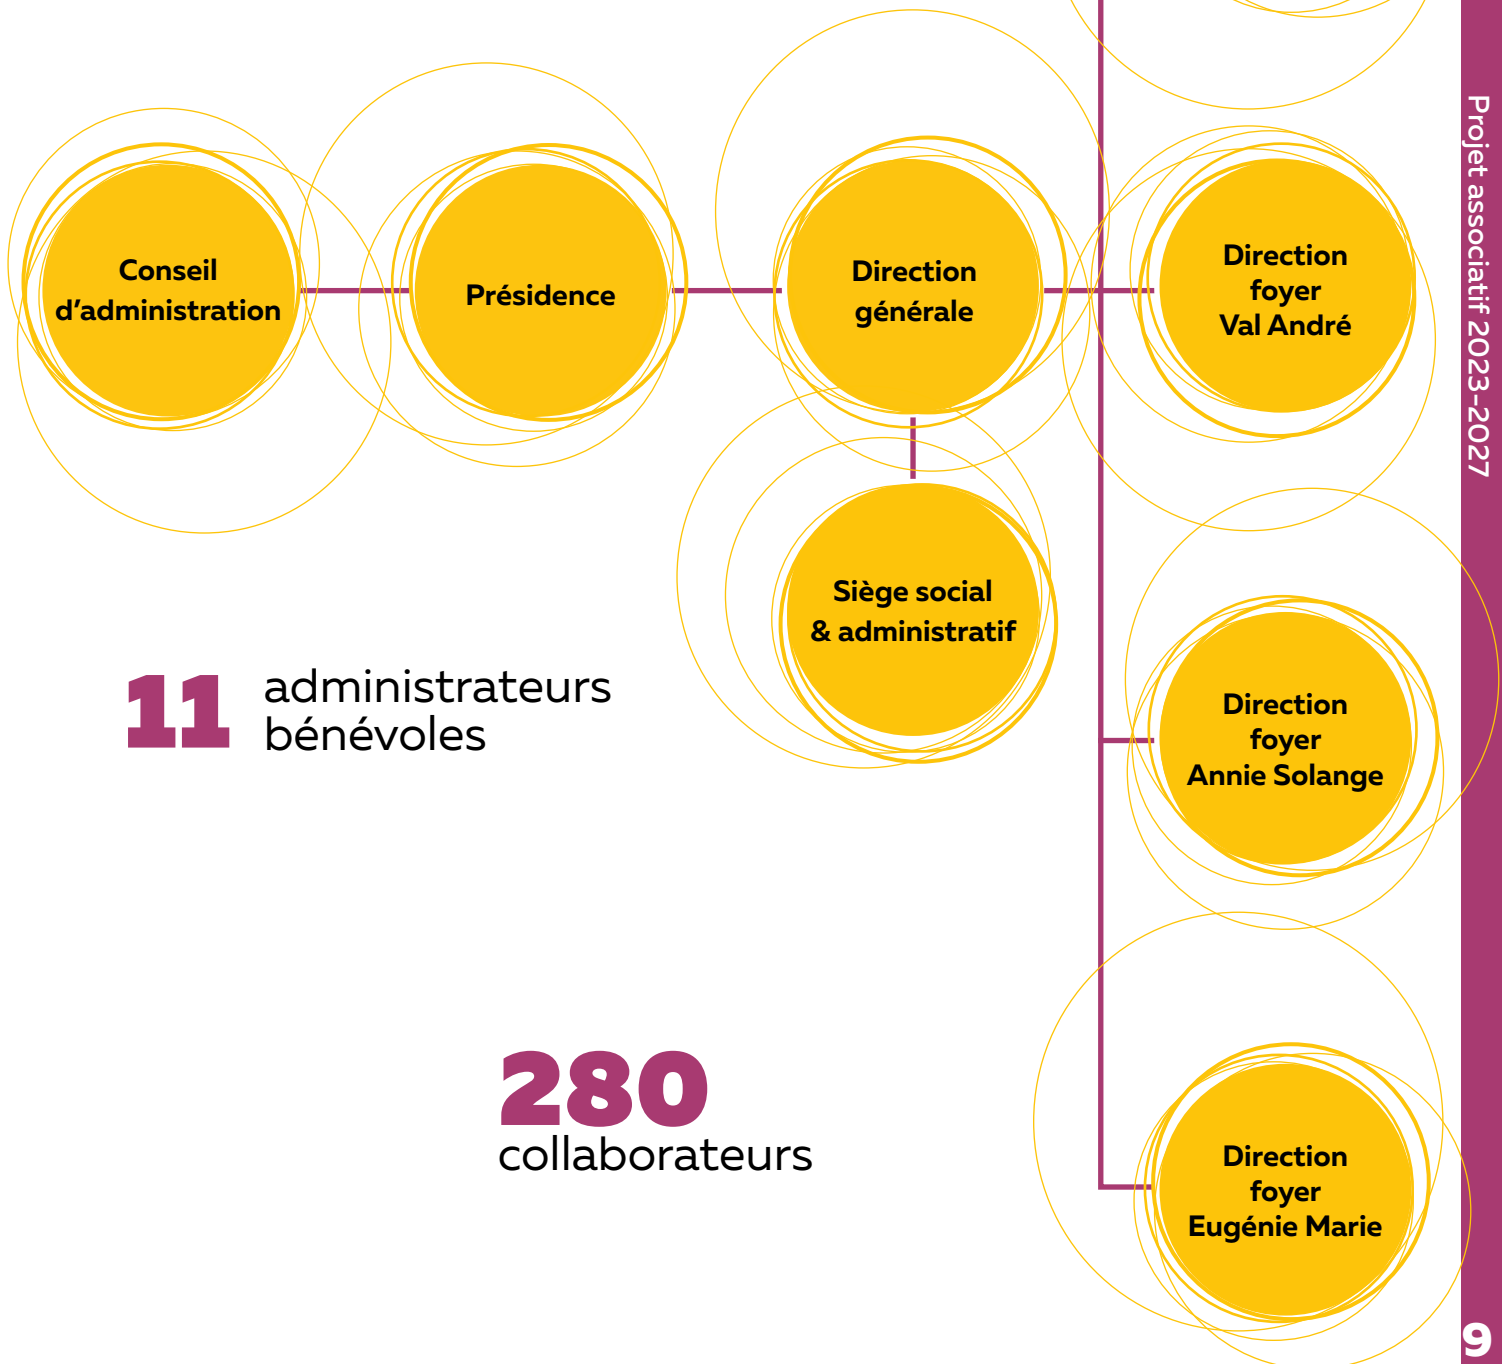 Conseil
d'administration
Présidence
Direction
générale
Direction
foyer
Val André
Siège social
& administratif
11 administrateurs
bénévoles
Direction
foyer
Annie Solange
280
collaborateurs
Direction
foyer
Eugénie Marie
Projet associatif 2023-2027
9